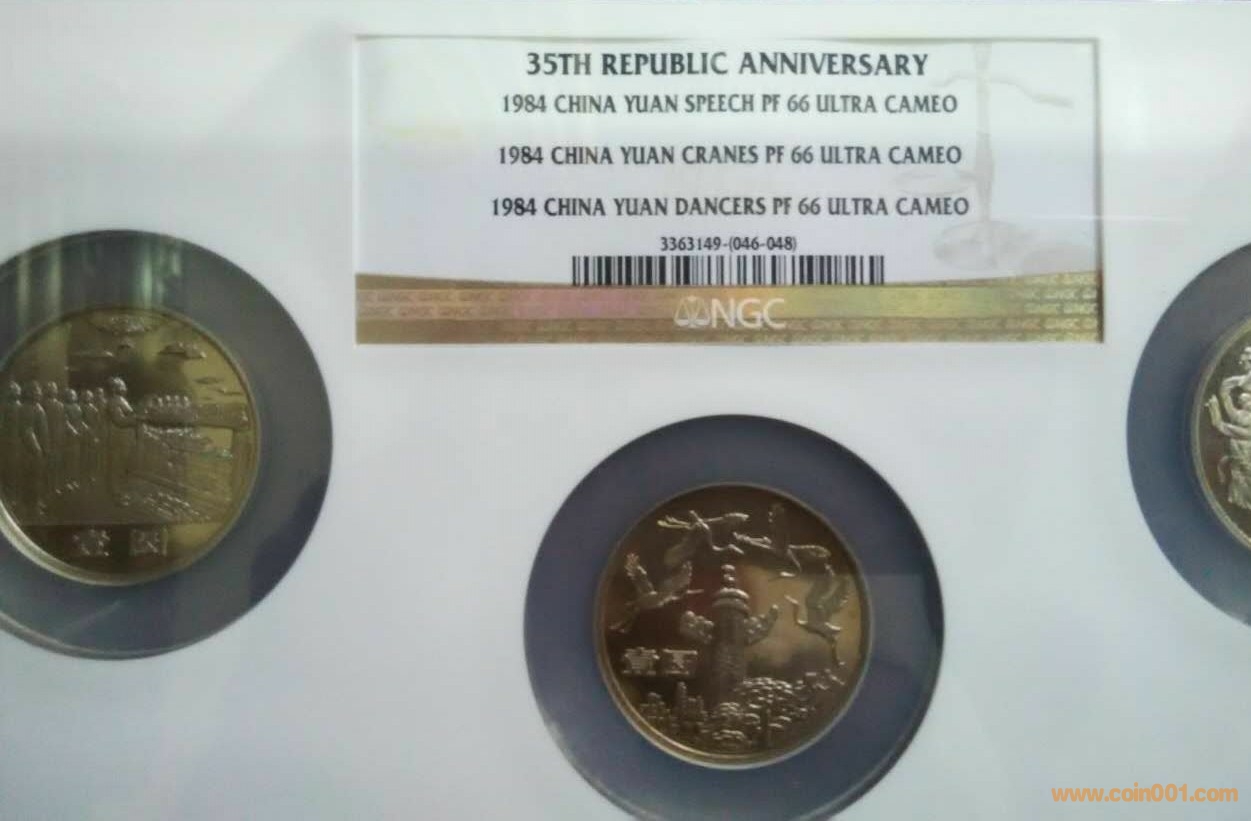 35TH REPUBLIC ANNIVERSARY
1984 CHINA YUAN SPEECH PF 66 ULTRA CAMEO
1984 CHINA YUAN CRANES PF 66 ULTRA CAMEO
1984 CHINA YUAN DANCERS PF 66 ULTRA CAMEO
3363149-(046-048)
NGC
壹圆
壹圆
www.coin001.com